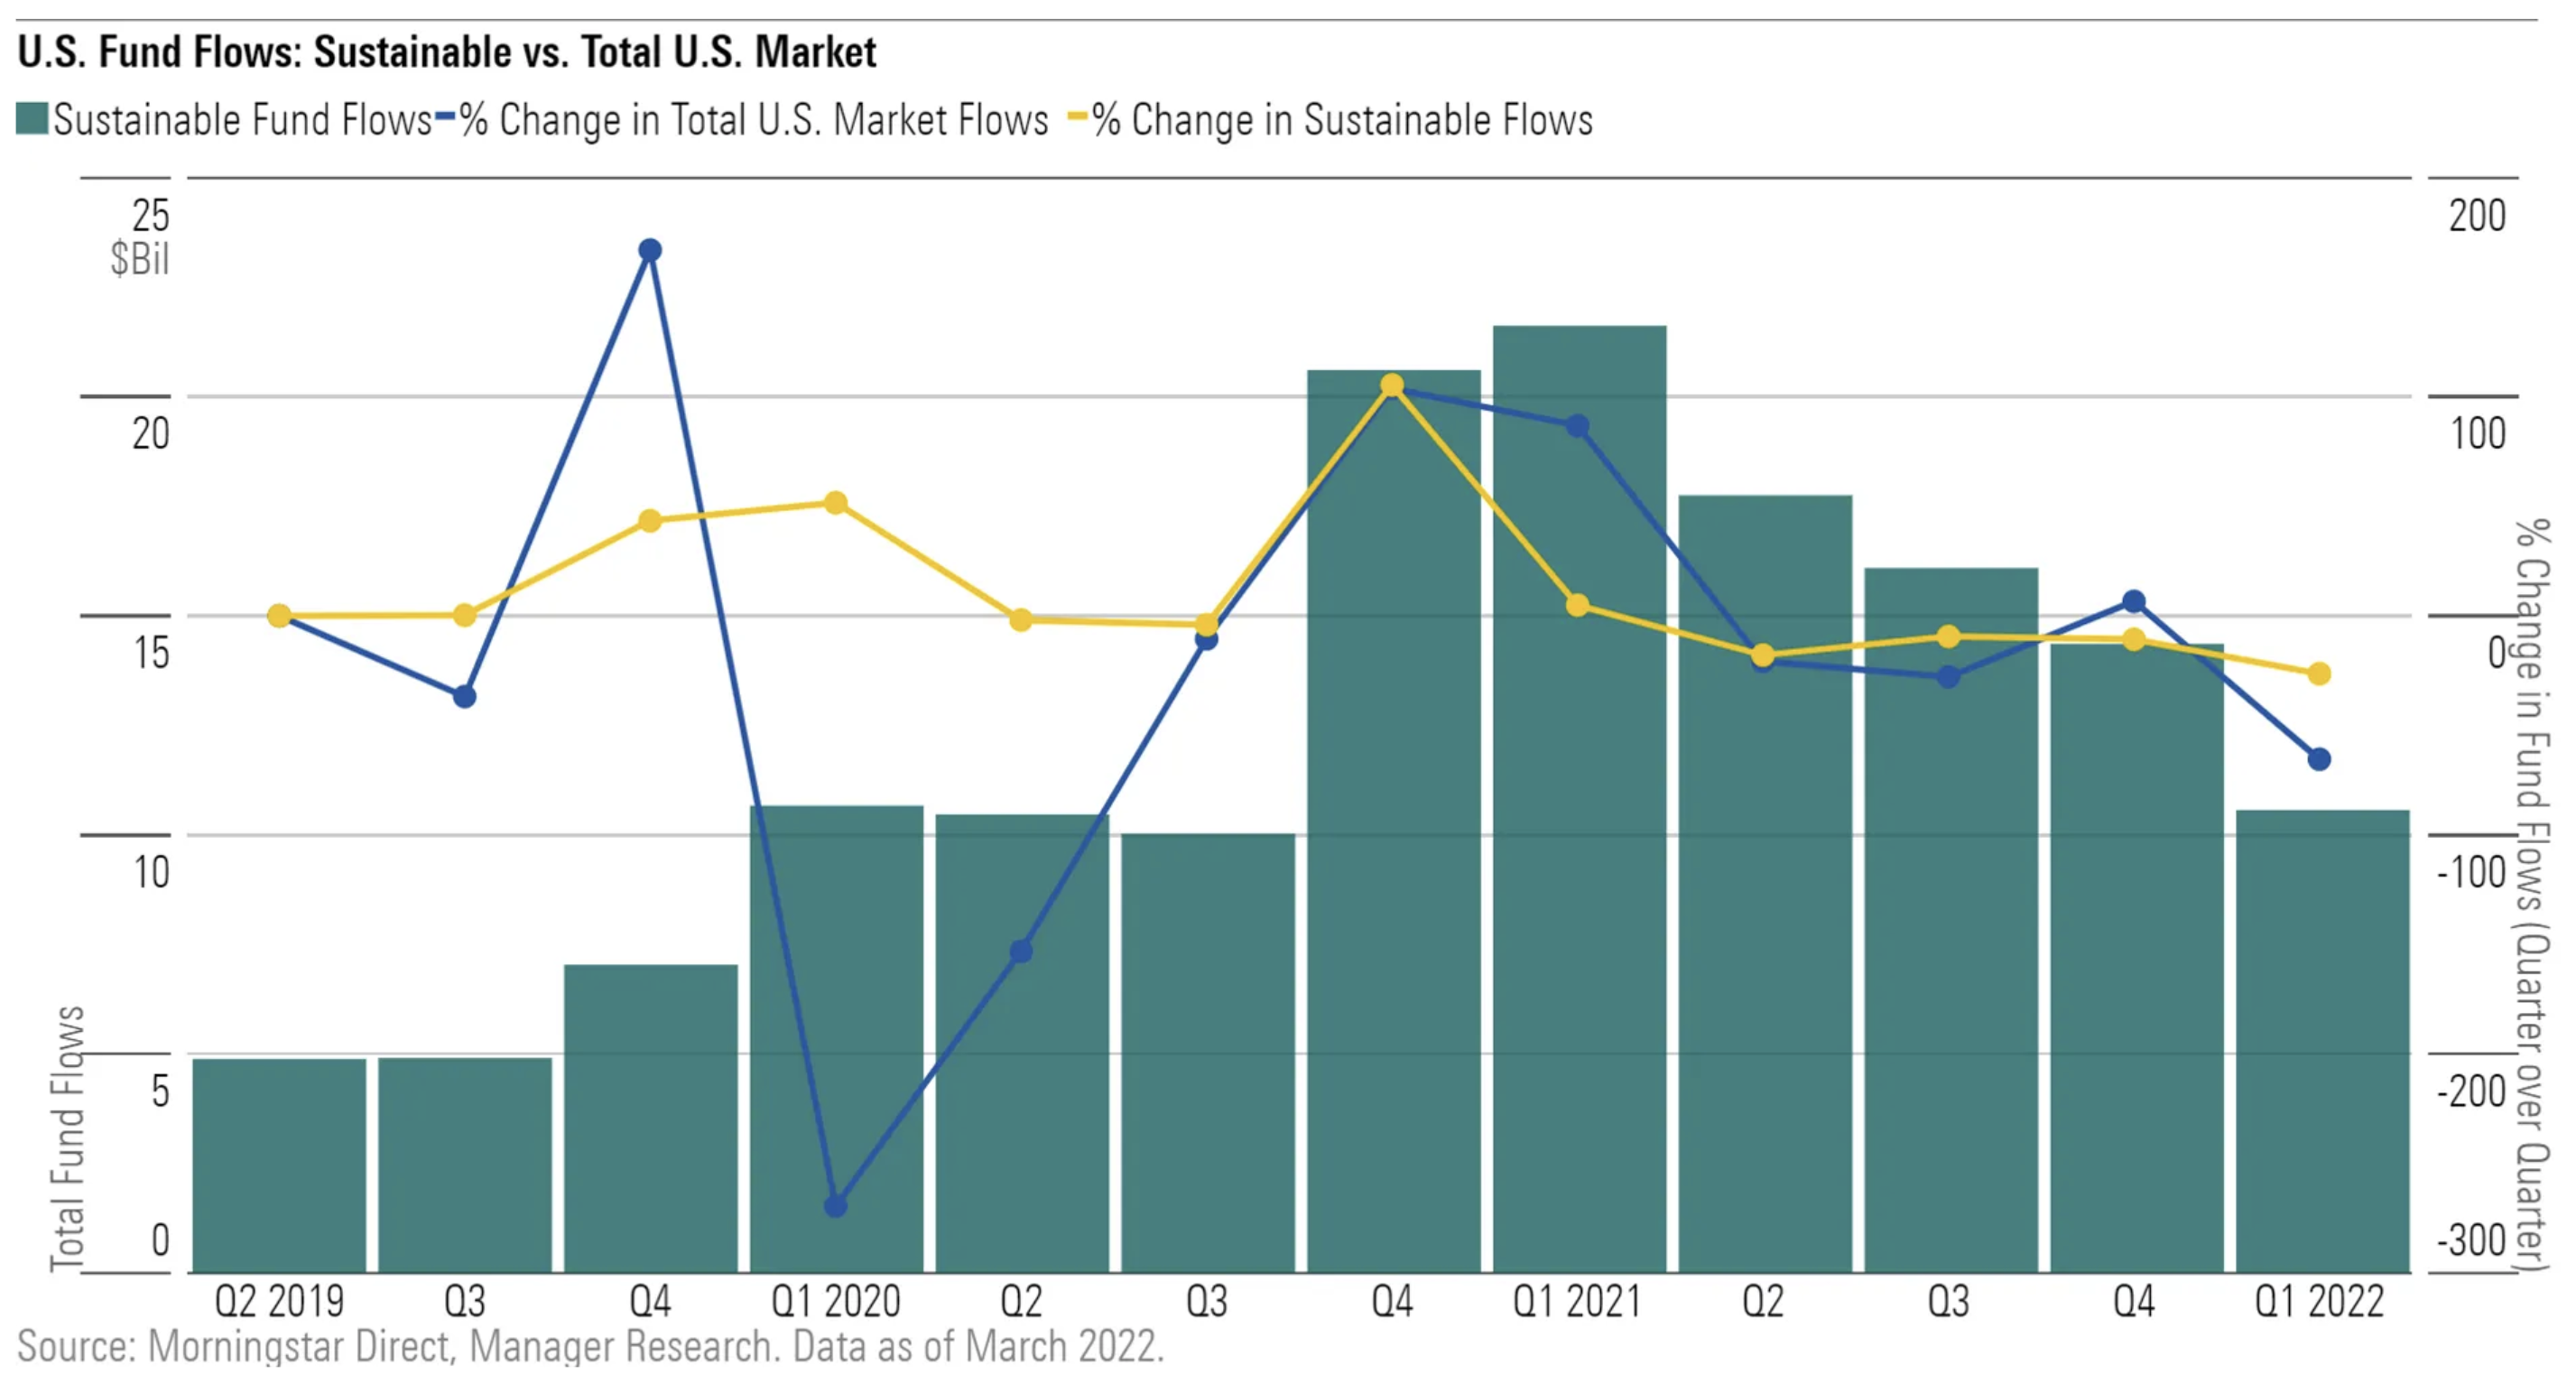 U.S. Fund Flows: Sustainable vs. Total U.S. Market
Sustainable Fund Flows % Change in Total U.S. Market Flows % Change in Sustainable Flows
25
$Bil
20
15
10
5
0
Total Fund Flows
200
100
0
-100
-200
-300
% Change in Fund Flows (Quarter over Quarter)
Q2 2019 Q3 Q4 Q1 2020 Q2 Q3 Q4 Q1 2021 Q2 Q3 Q4 Q1 2022
Source: Morningstar Direct, Manager Research. Data as of March 2022.